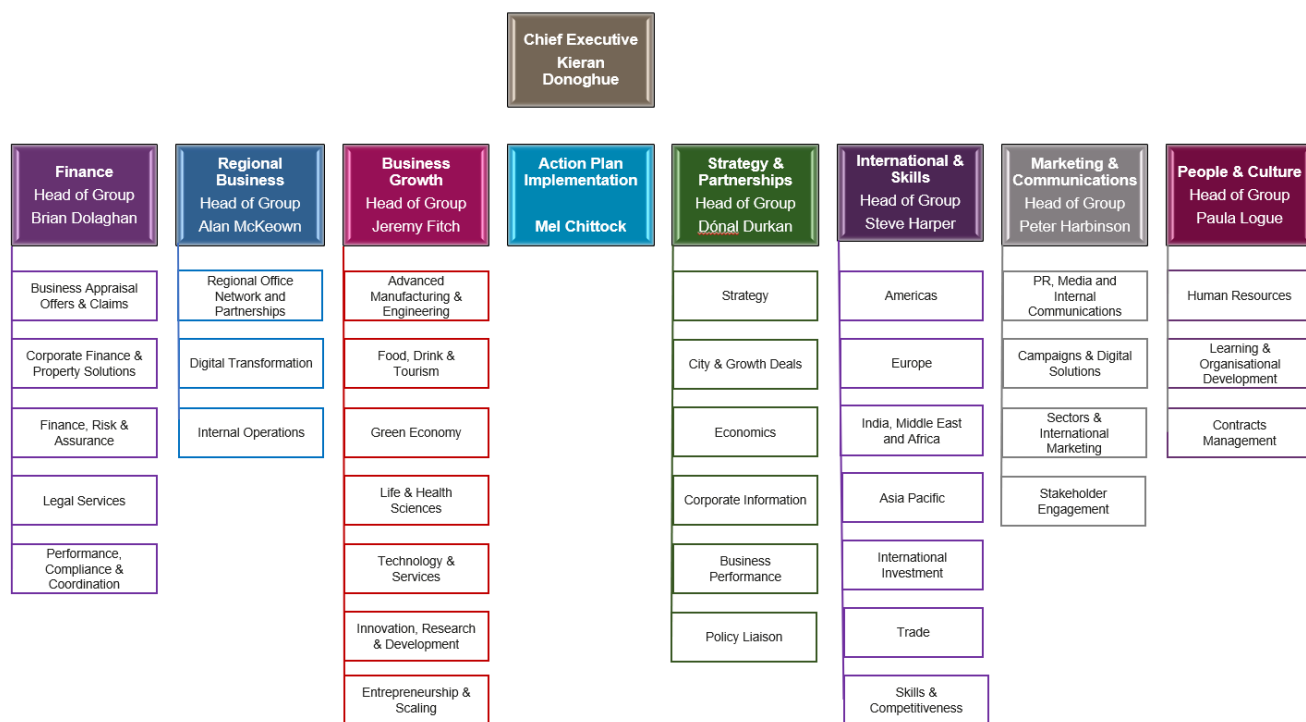 Chief Executive
Kieran
Donoghue
Finance
Head of Group
Brian Dolaghan
Business Appraisal
Offers & Claims
Corporate Finance &
Property Solutions
Finance, Risk &
Assurance
Legal Services
Performance,
Compliance &
Coordination
Regional
Business
Head of Group
Alan McKeown
Regional Office
Network and
Partnerships
Digital Transformation
Internal Operations
Business
Growth
Head of Group
Jeremy Fitch
Advanced
Manufacturing &
Engineering
Food, Drink &
Tourism
Green Economy
Life & Health
Sciences
Technology &
Services
Innovation, Research
& Development
Entrepreneurship &
Scaling
Action Plan
Implementation
Mel Chittock
Strategy &
Partnerships
Head of Group
Dónal Durkan
Strategy
City & Growth Deals
Economics
Corporate Information
Business
Performance
Policy Liaison
International &
Skills
Head of Group
Steve Harper
Americas
Europe
India, Middle East
and Africa
Asia Pacific
International
Investment
Trade
Skills &
Competitiveness
Marketing &
Communications
Head of Group
Peter Harbinson
PR, Media and
Internal
Communications
Campaigns & Digital
Solutions
Sectors &
International
Marketing
Stakeholder
Engagement
People & Culture
Head of Group
Paula Logue
Human Resources
Learning &
Organisational
Development
Contracts
Management